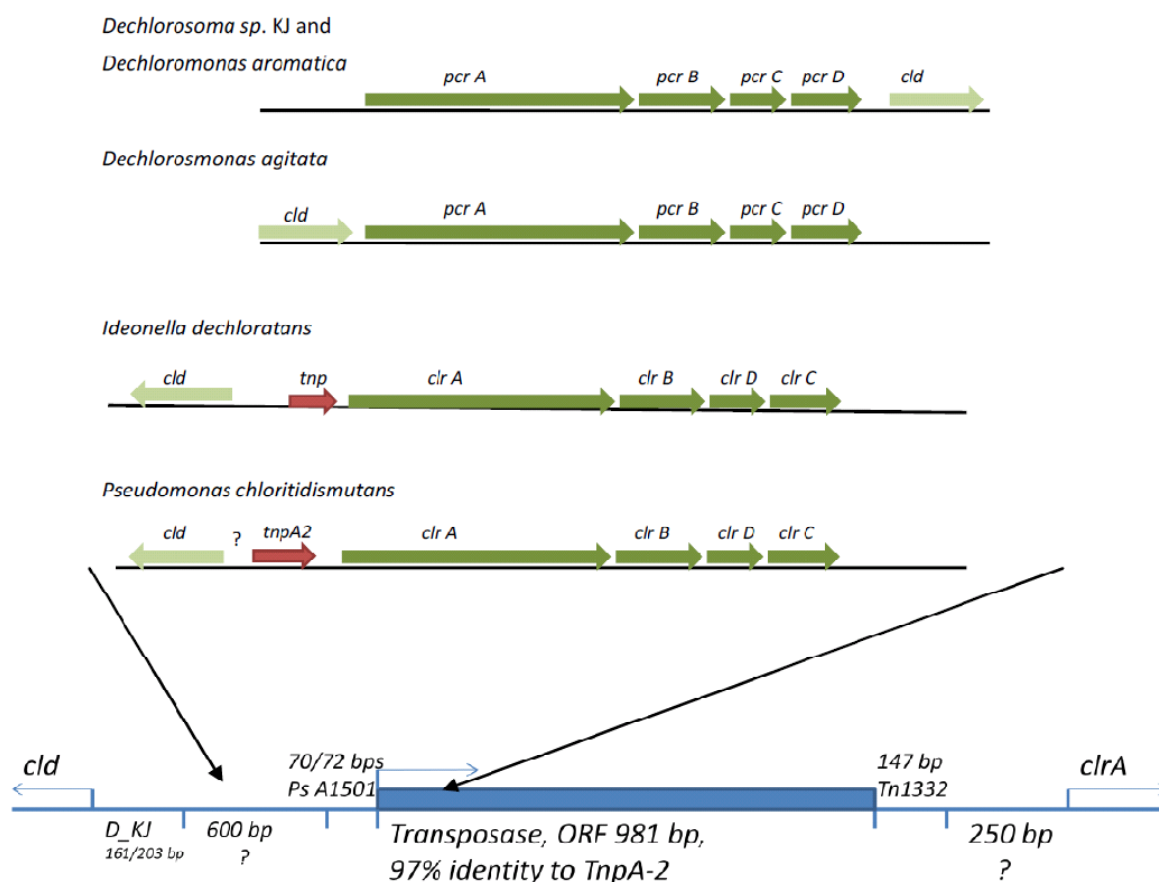 Dechlorosoma sp. KJ and
Dechloromonas aromatica
pcr A pcr B pcr C pcr D cld
Dechlorosmonas agitata
cld pcr A pcr B pcr C pcr D
Ideonella dechloratans
cld tnp clr A clr B clr D clr C
Pseudomonas chloritidismutans
cld ? tnpA2 clr A clr B clr D clr C
cld
70/72 bps
Ps A1501
147 bp
Tn1332
clrA
D_KJ
161/203 bp
600 bp
?
Transposase, ORF 981 bp,
97% identity to TnpA-2
250 bp
?